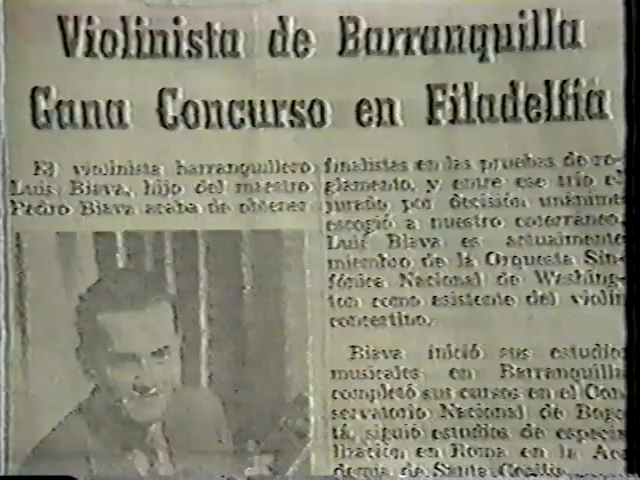 Violinista de Barranquilla
Gana Concurso en Filadelfia
El violinista barranquillero
Luis Biava, hijo del maestro
Pedro Biava acaba de obtener
finalistas en las pruebas de re-
glamento, y entre ese trío el
jurado por decisión unánime
escogió a nuestro coterráneo.
Luis Biava es actualmente
miembro de la Orquesta Sin-
fónica Nacional de Washing-
ton como asistente del violín
concertino.
Biava inició sus estudios
musicales en Barranquilla
completó sus cursos en el Con
servatorio Nacional de Bogo
tá, siguió estudios de especia
lización en Roma en la Aca
demia de Santa Cecilia